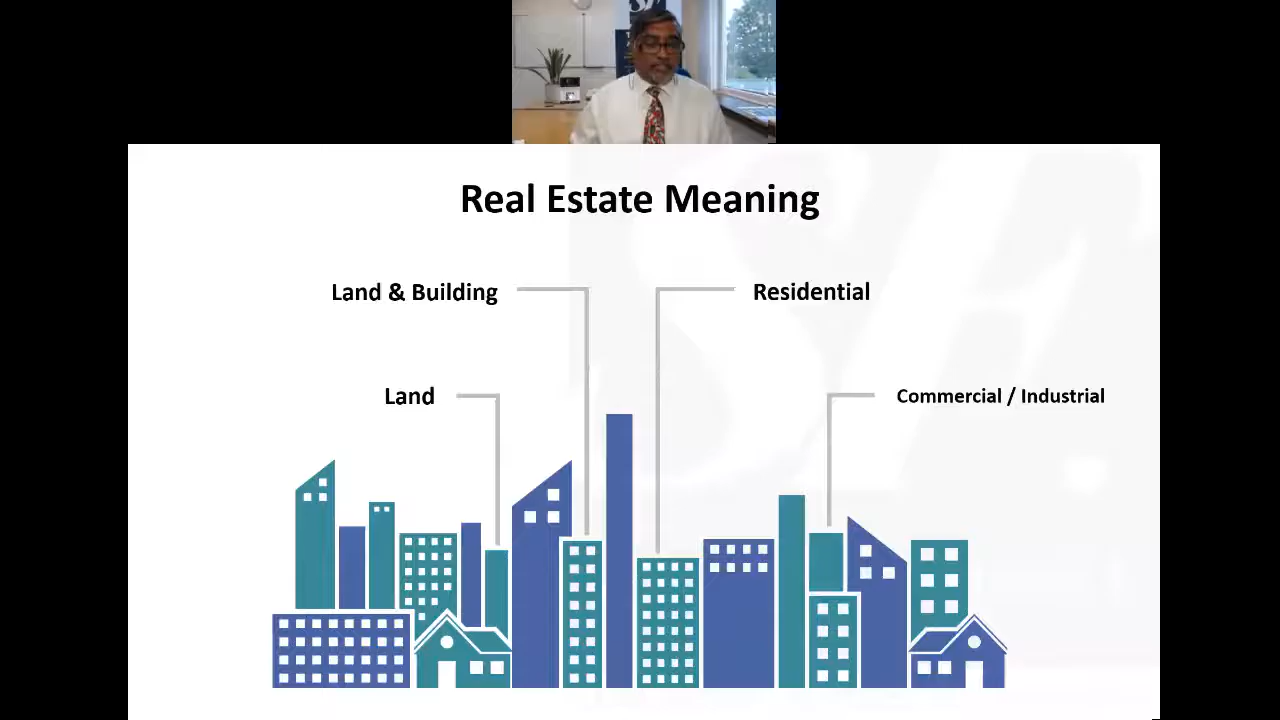 Real Estate Meaning
Land & Building
Residential
Land
Commercial / Industrial